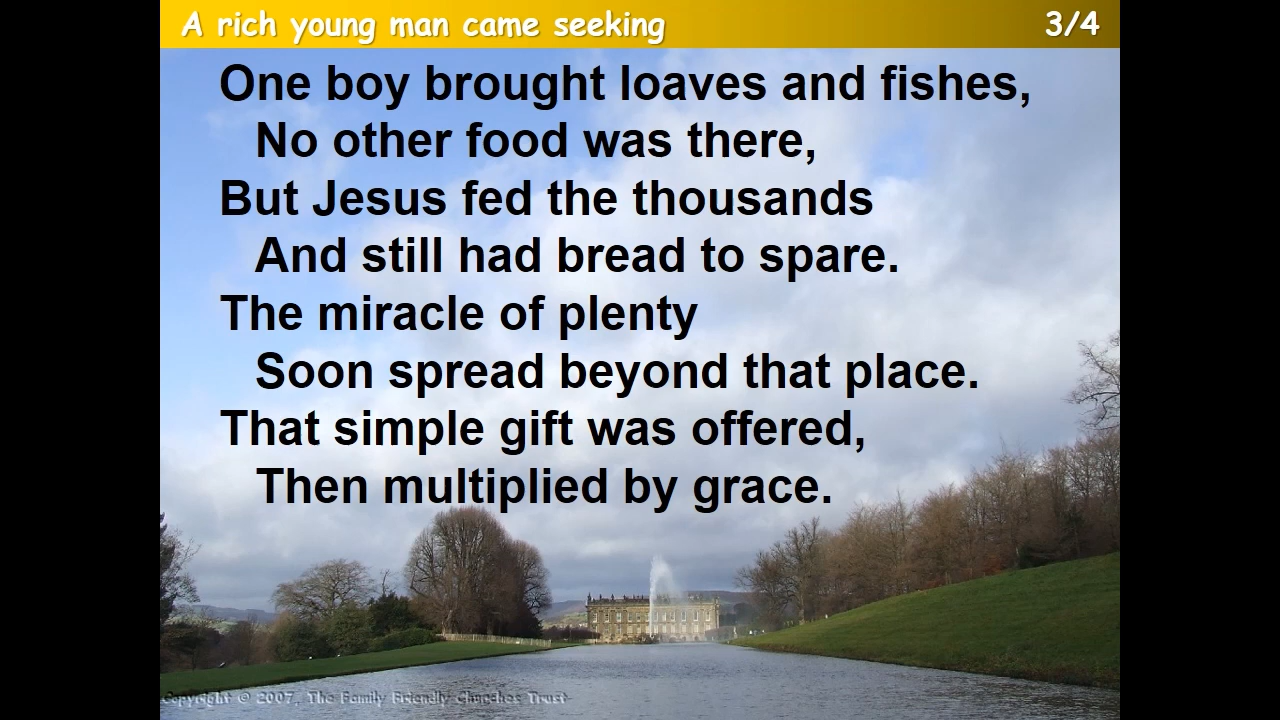 A rich young man came seeking
3/4
One boy brought loaves and fishes,
No other food was there,
But Jesus fed the thousands
And still had bread to spare.
The miracle of plenty
Soon spread beyond that place.
That simple gift was offered,
Then multiplied by grace.
Copyright © 2007, The Family Friendly Churches Trust